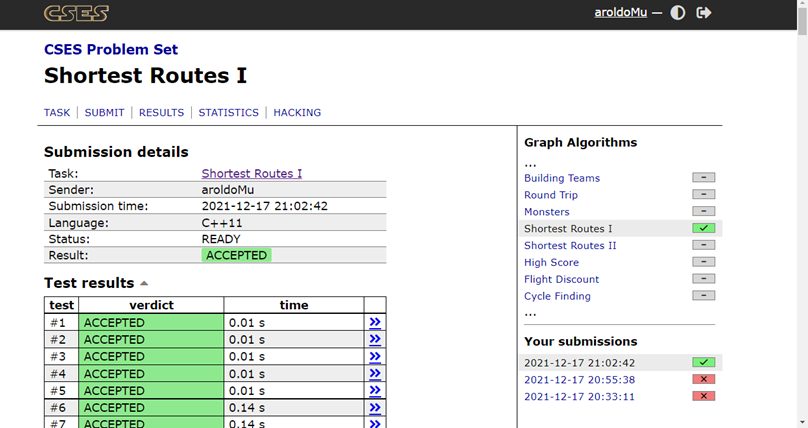 CSES
aroldoMu —
CSES Problem Set
Shortest Routes I
TASK | SUBMIT | RESULTS | STATISTICS | HACKING
Submission details
Task: Shortest Routes I
Sender: aroldoMu
Submission time: 2021-12-17 21:02:42
Language: C++11
Status: READY
Result: ACCEPTED
Test results
test verdict time
#1 ACCEPTED 0.01 s »
#2 ACCEPTED 0.01 s »
#3 ACCEPTED 0.01 s »
#4 ACCEPTED 0.01 s »
#5 ACCEPTED 0.01 s »
#6 ACCEPTED 0.14 s »
#7 ACCEPTED 0.14 s »
Graph Algorithms
...
Building Teams –
Round Trip –
Monsters –
Shortest Routes I ✓
Shortest Routes II –
High Score –
Flight Discount –
Cycle Finding –
...
Your submissions
2021-12-17 21:02:42 ✓
2021-12-17 20:55:38 ×
2021-12-17 20:33:11 ×